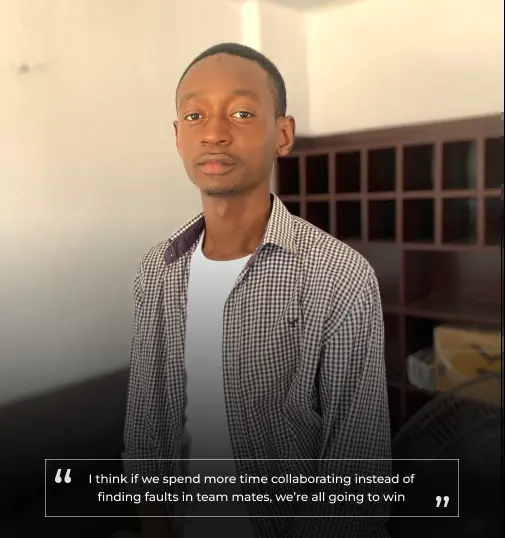 “ I think if we spend more time collaborating instead of
finding faults in team mates, we’re all going to win ”